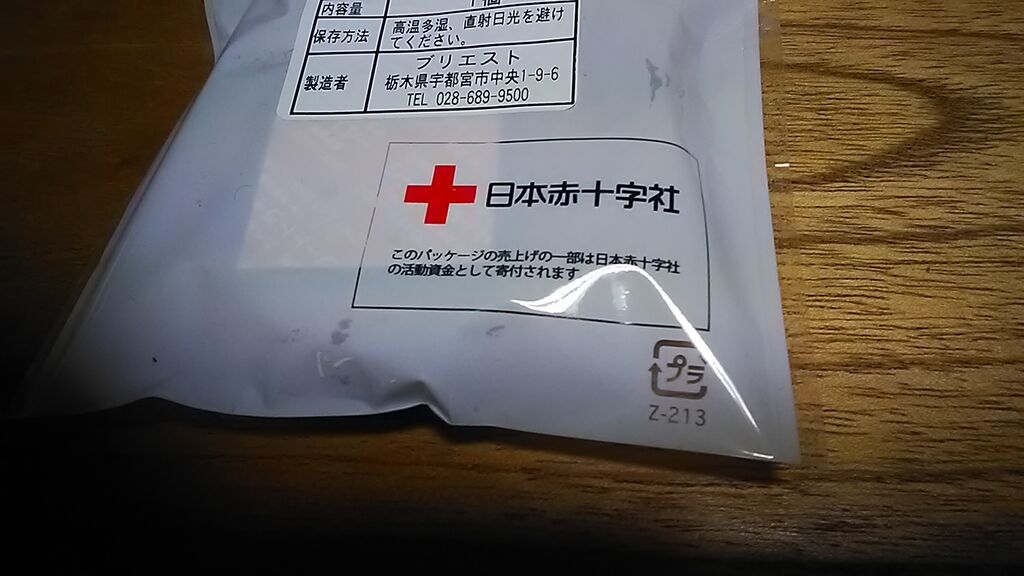 内容量
保存方法 高温多湿、直射日光を避け
てください。
製造者 ブリエスト
栃木県宇都宮市中央1-9-6
TEL 028-689-9500
日本赤十字社
このパッケージの売上げの一部は日本赤十字社
の活動資金として寄付されます
プラ
Z-213